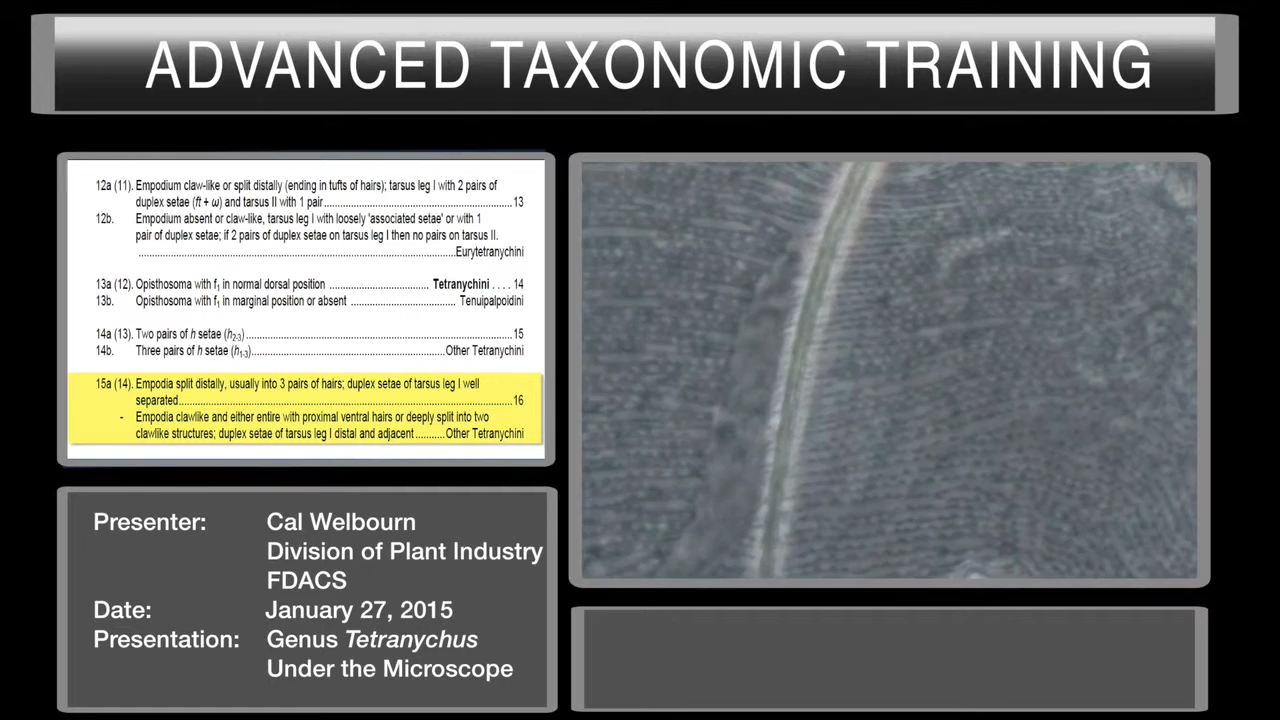 ADVANCED TAXONOMIC TRAINING
12a (11). Empodium claw-like or split distally (ending in tufts of hairs); tarsus leg I with 2 pairs of
duplex setae (ft + ω) and tarsus II with 1 pair..............................................................13
12b. Empodium absent or claw-like, tarsus leg I with loosely 'associated setae' or with 1
pair of duplex setae; if 2 pairs of duplex setae on tarsus leg I then no pairs on tarsus II.
....................................................................................................Eurytetranychini
13a (12). Opisthosoma with f1 in normal dorsal position ................................ Tetranychini . . . . 14
13b. Opisthosoma with f1 in marginal position or absent .................................. Tenuipalpoidini
14a (13). Two pairs of h setae (h2-3)....................................................................................15
14b. Three pairs of h setae (h1-3)..............................................................Other Tetranychini
15a (14). Empodia split distally, usually into 3 pairs of hairs; duplex setae of tarsus leg I well
separated...........................................................................................................16
- Empodia clawlike and either entire with proximal ventral hairs or deeply split into two
clawlike structures; duplex setae of tarsus leg I distal and adjacent..........Other Tetranychini
Presenter: Cal Welbourn
Division of Plant Industry
FDACS
Date: January 27, 2015
Presentation: Genus Tetranychus
Under the Microscope